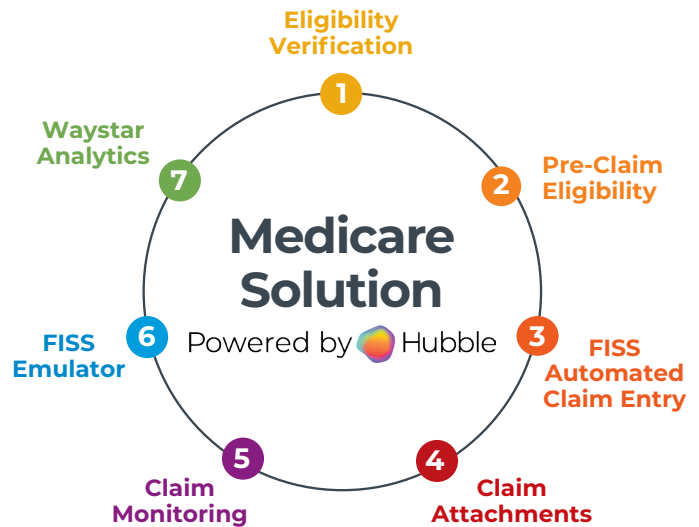 Eligibility
Verification
1
2
Pre-Claim
Eligibility
3
FISS
Automated
Claim Entry
4
Claim
Attachments
5
Claim
Monitoring
6
FISS
Emulator
7
Waystar
Analytics
Medicare
Solution
Powered by Hubble